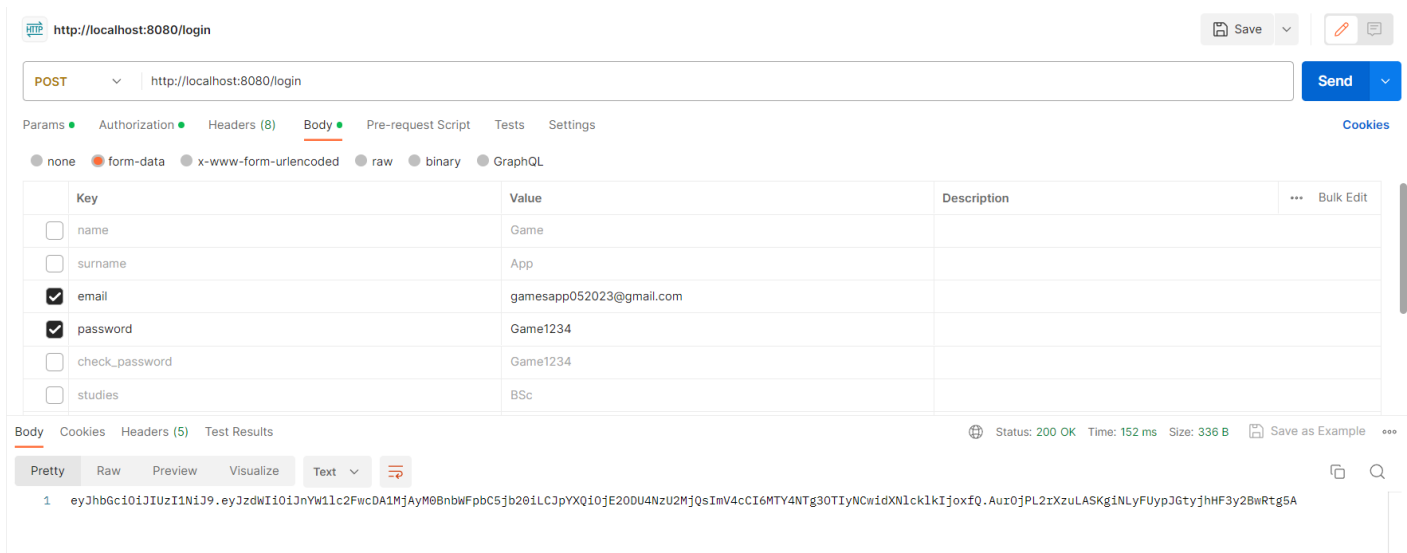 HTTP http://localhost:8080/login Save
POST http://localhost:8080/login Send
Params Authorization Headers (8) Body Pre-request Script Tests Settings Cookies
none form-data x-www-form-urlencoded raw binary GraphQL
Key Value Description ••• Bulk Edit
name Game
surname App
email gamesapp052023@gmail.com
password Game1234
check_password Game1234
studies BSc
Body Cookies Headers (5) Test Results Status: 200 OK Time: 152 ms Size: 336 B Save as Example
Pretty Raw Preview Visualize Text
1 eyJhbGciOiJIUzI1NiJ9.eyJzdWIiOiJnYW1lc2FwcDA1MjAyM0BnbWFpbC5jb20iLCJpYXQiOjE2ODU4NzU2MjQsImV4cCI6MTY4NTg3OTIyNCwidXNlcklkIjoxfQ.AurOjPL2rXzuLASKgiNLyFUypJGtyjhHF3y2BwRtg5A